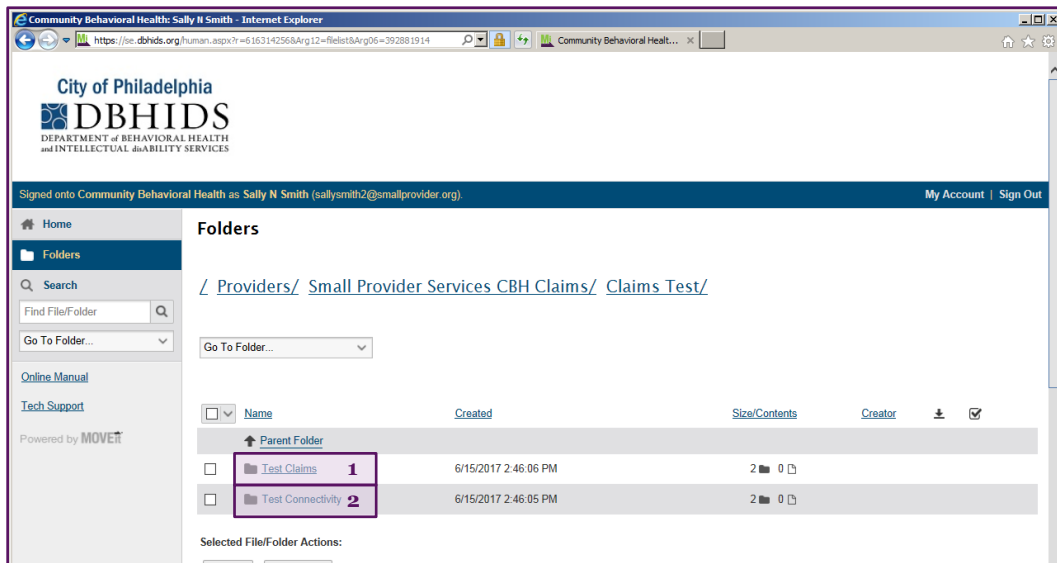 Community Behavioral Health: Sally N Smith - Internet Explorer
https://se.dbhids.org/human.aspx?r=616314256&Arg12=filelist&Arg06=392881914
Community Behavioral Healt...
City of Philadelphia
DBHIDS
DEPARTMENT of BEHAVIORAL HEALTH
and INTELLECTUAL disABILITY SERVICES
Signed onto Community Behavioral Health as Sally N Smith (sallysmith2@smallprovider.org).
My Account | Sign Out
Home
Folders
Search
Find File/Folder
Go To Folder...
Online Manual
Tech Support
Powered by MOVEit
Folders
/ Providers/ Small Provider Services CBH Claims/ Claims Test/
Go To Folder...
Name Created Size/Contents Creator
Parent Folder
Test Claims 1 6/15/2017 2:46:06 PM 2 0
Test Connectivity 2 6/15/2017 2:46:05 PM 2 0
Selected File/Folder Actions: